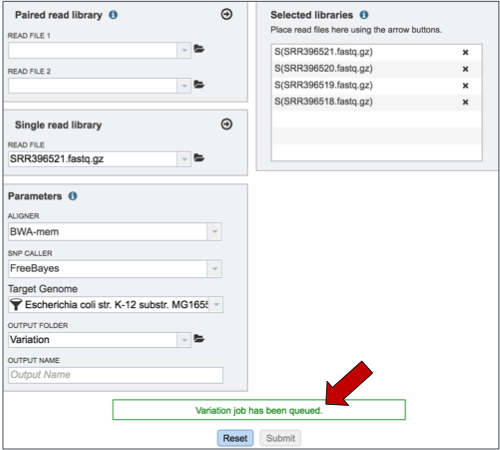 Paired read library
READ FILE 1
READ FILE 2
Single read library
READ FILE
SRR396521.fastq.gz
Parameters
ALIGNER
BWA-mem
SNP CALLER
FreeBayes
Target Genome
Escherichia coli str. K-12 substr. MG1655
OUTPUT FOLDER
Variation
OUTPUT NAME
Output Name
Selected libraries
Place read files here using the arrow buttons.
S(SRR396521.fastq.gz)
S(SRR396520.fastq.gz)
S(SRR396519.fastq.gz)
S(SRR396518.fastq.gz)
Variation job has been queued.
Reset Submit